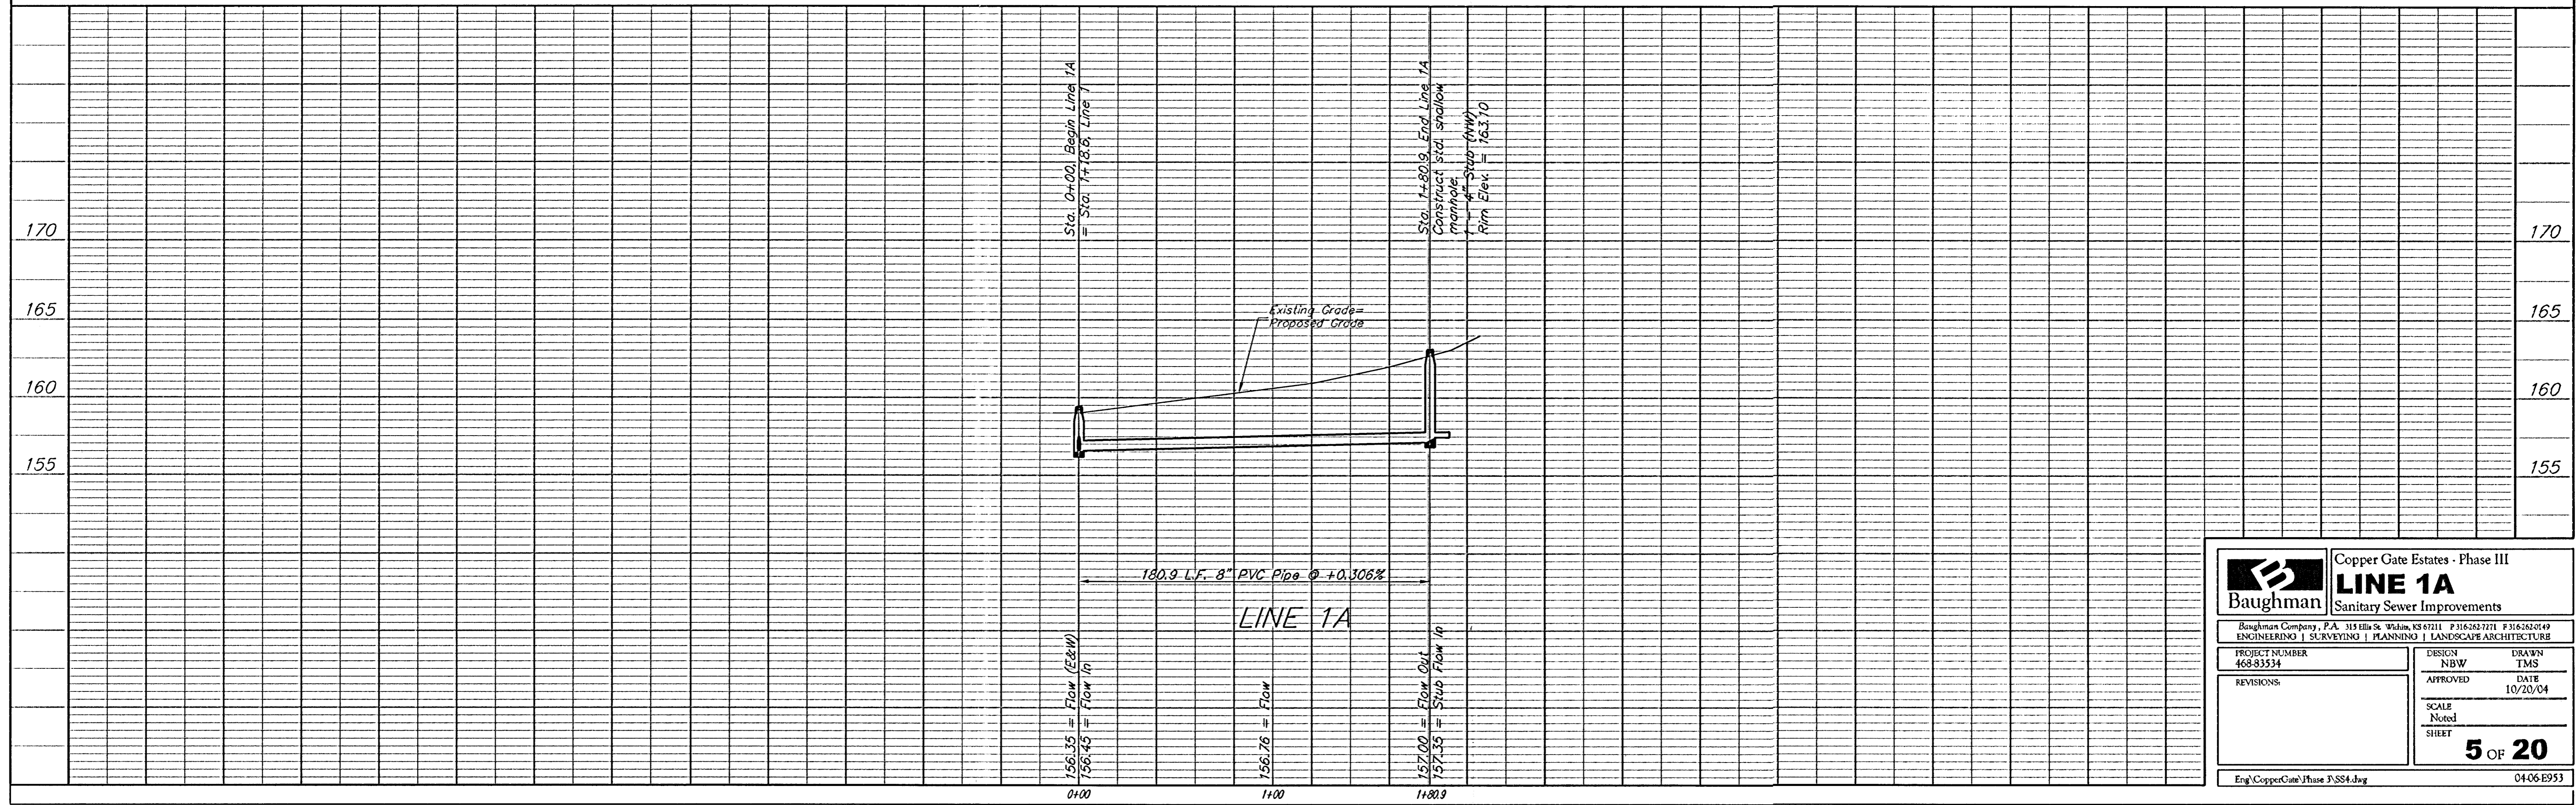 Sta. 0+00, Begin Line 1A
= Sta. 1+18.6, Line 1
Sta. 1+80.9, End Line 1A
Construct std. shallow
manhole.
1 - 4" Stub (NW)
Rim Elev. = 163.10
170
170
165
165
Existing Grade=
Proposed Grade
160
160
155
155
180.9 L.F. 8" PVC Pipe @ +0.306%
LINE 1A
156.35 = Flow (E&W)
156.45 = Flow In
156.76 = Flow
157.00 = Flow Out
157.35 = Stub Flow In
0+00
1+00
1+80.9
Baughman
Copper Gate Estates - Phase III
LINE 1A
Sanitary Sewer Improvements
Baughman Company, P.A. 315 Ellis St. Wichita, KS 67211 P 316-262-7271 F 316-262-0149
ENGINEERING | SURVEYING | PLANNING | LANDSCAPE ARCHITECTURE
PROJECT NUMBER
468-83534
DESIGN
NBW
DRAWN
TMS
REVISIONS:
APPROVED
DATE
10/20/04
SCALE
Noted
SHEET
5 OF 20
Eng\CopperGate\Phase 3\SS4.dwg
04-06-E953